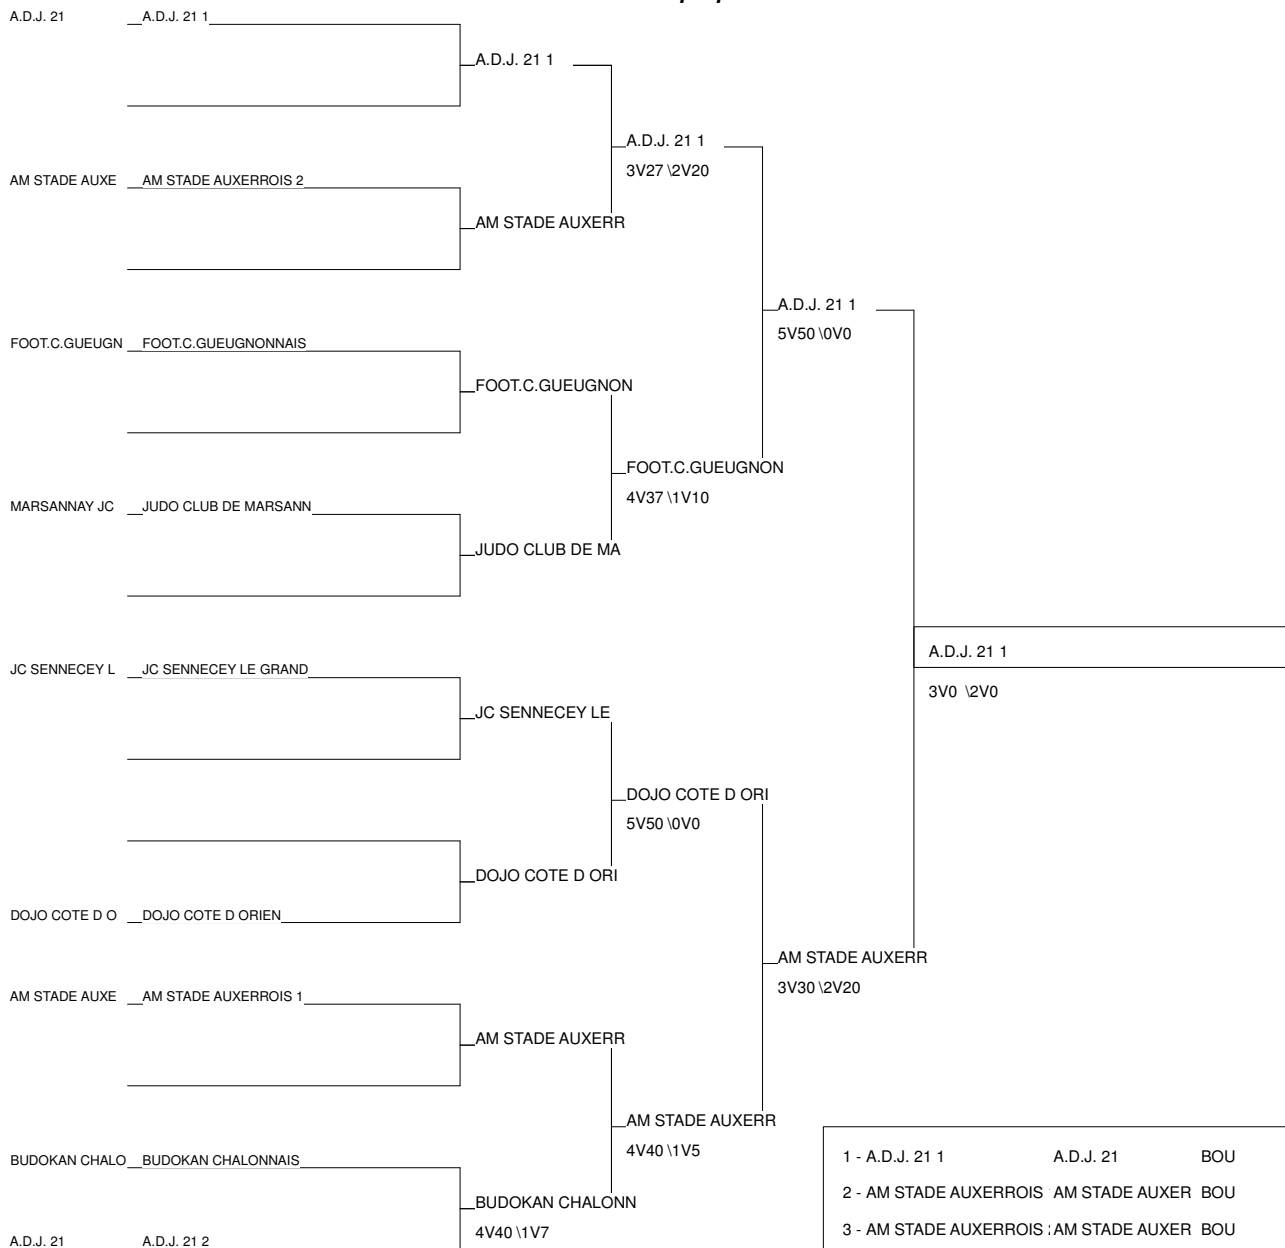 A.D.J. 21 A.D.J. 21 1
A.D.J. 21 1
A.D.J. 21 1
3V27 \2V20
AM STADE AUXE AM STADE AUXERROIS 2
AM STADE AUXERR
A.D.J. 21 1
5V50 \0V0
FOOT.C.GUEUGN FOOT.C.GUEUGNONNAIS
FOOT.C.GUEUGNON
FOOT.C.GUEUGNON
4V37 \1V10
MARSANNAY JC JUDO CLUB DE MARSANN
JUDO CLUB DE MA
A.D.J. 21 1
3V0 \2V0
JC SENNECEY L JC SENNECEY LE GRAND
JC SENNECEY LE
DOJO COTE D ORI
5V50 \0V0
DOJO COTE D ORI
DOJO COTE D O DOJO COTE D ORIEN
AM STADE AUXERR
3V30 \2V20
AM STADE AUXE AM STADE AUXERROIS 1
AM STADE AUXERR
AM STADE AUXERR
4V40 \1V5
BUDOKAN CHALO BUDOKAN CHALONNAIS
BUDOKAN CHALONN
4V40 \1V7
A.D.J. 21 A.D.J. 21 2
1 - A.D.J. 21 1 A.D.J. 21 BOU
2 - AM STADE AUXERROIS AM STADE AUXER BOU
3 - AM STADE AUXERROIS AM STADE AUXER BOU